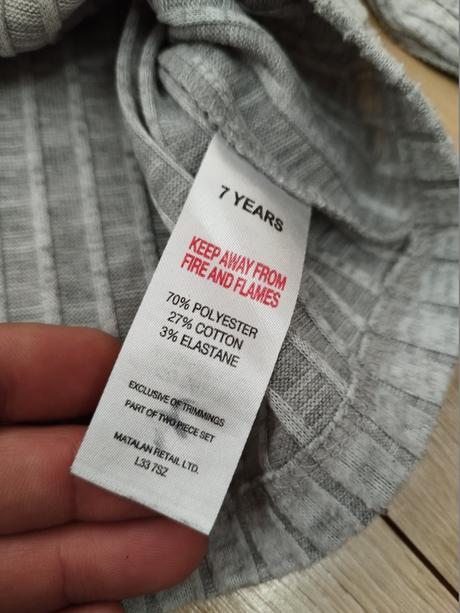 7 YEARS
KEEP AWAY FROM
FIRE AND FLAMES
70% POLYESTER
27% COTTON
3% ELASTANE
EXCLUSIVE OF TRIMMINGS
PART OF TWO PIECE SET
MATALAN RETAIL LTD.
L33 7SZ